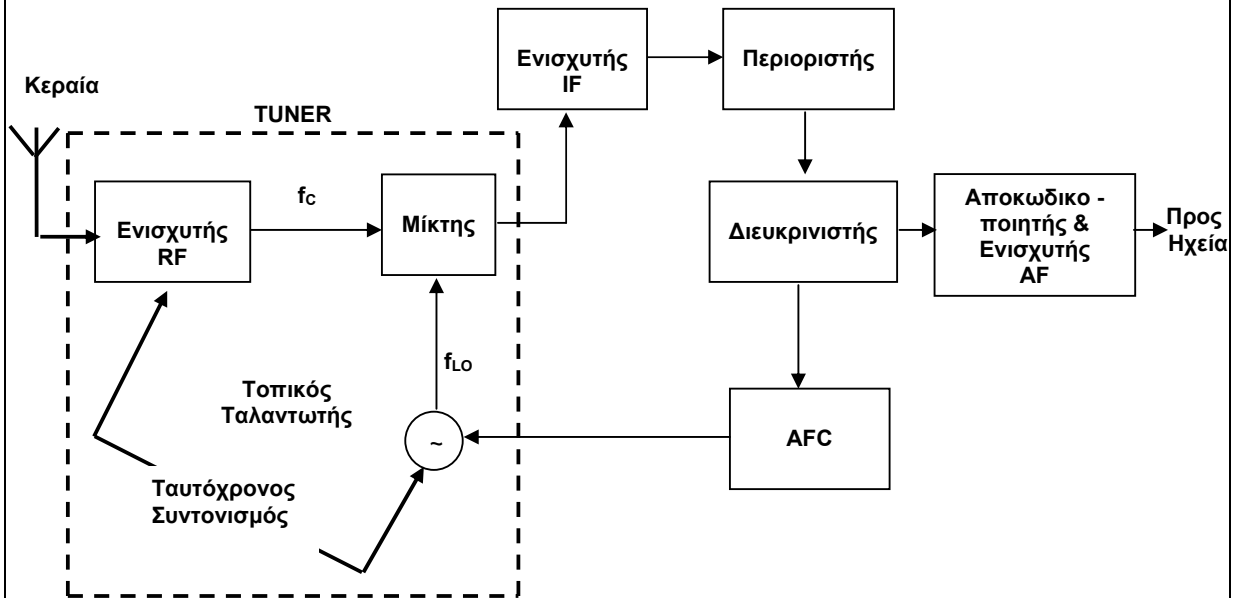 Κεραία
TUNER
Ενισχυτής
RF
fC
Μίκτης
fLO
Τοπικός
Ταλαντωτής
~
Ταυτόχρονος
Συντονισμός
Ενισχυτής
IF
Περιοριστής
Διευκρινιστής
Αποκωδικο -
ποιητής &
Ενισχυτής
AF
Προς
Ηχεία
AFC